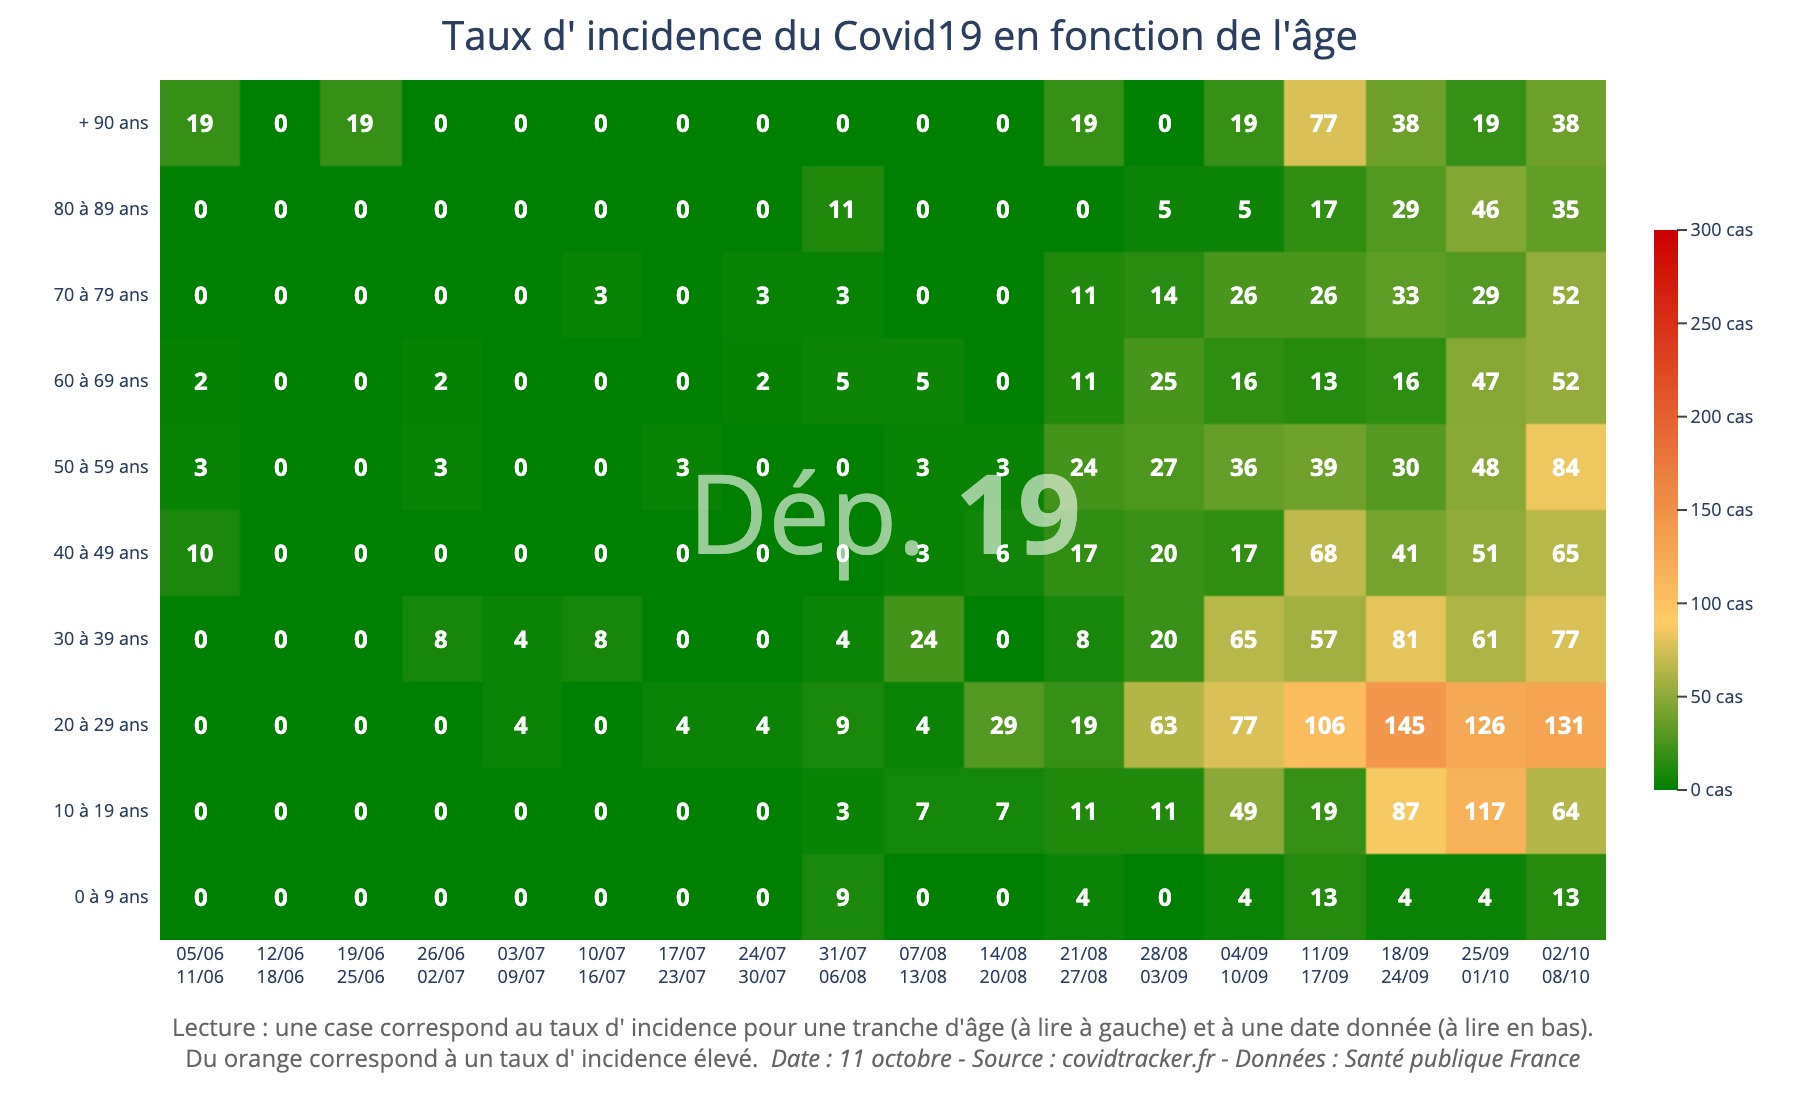 Taux d' incidence du Covid19 en fonction de l'âge
+ 90 ans 19 0 19 0 0 0 0 0 0 0 0 19 0 19 77 38 19 38
80 à 89 ans 0 0 0 0 0 0 0 0 11 0 0 0 5 5 17 29 46 35
70 à 79 ans 0 0 0 0 0 3 0 3 3 0 0 11 14 26 26 33 29 52
60 à 69 ans 2 0 0 2 0 0 0 2 5 5 0 11 25 16 13 16 47 52
50 à 59 ans 3 0 0 3 0 0 3 0 0 3 3 24 27 36 39 30 48 84
Dép. 19
40 à 49 ans 10 0 0 0 0 0 0 0 0 3 6 17 20 17 68 41 51 65
30 à 39 ans 0 0 0 8 4 8 0 0 4 24 0 8 20 65 57 81 61 77
20 à 29 ans 0 0 0 0 4 0 4 4 9 4 29 19 63 77 106 145 126 131
10 à 19 ans 0 0 0 0 0 0 0 0 3 7 7 11 11 49 19 87 117 64
0 à 9 ans 0 0 0 0 0 0 0 0 9 0 0 4 0 4 13 4 4 13
05/06 12/06 19/06 26/06 03/07 10/07 17/07 24/07 31/07 07/08 14/08 21/08 28/08 04/09 11/09 18/09 25/09 02/10
11/06 18/06 25/06 02/07 09/07 16/07 23/07 30/07 06/08 13/08 20/08 27/08 03/09 10/09 17/09 24/09 01/10 08/10
300 cas
250 cas
200 cas
150 cas
100 cas
50 cas
0 cas
Lecture : une case correspond au taux d' incidence pour une tranche d'âge (à lire à gauche) et à une date donnée (à lire en bas).
Du orange correspond à un taux d' incidence élevé. Date : 11 octobre - Source : covidtracker.fr - Données : Santé publique France